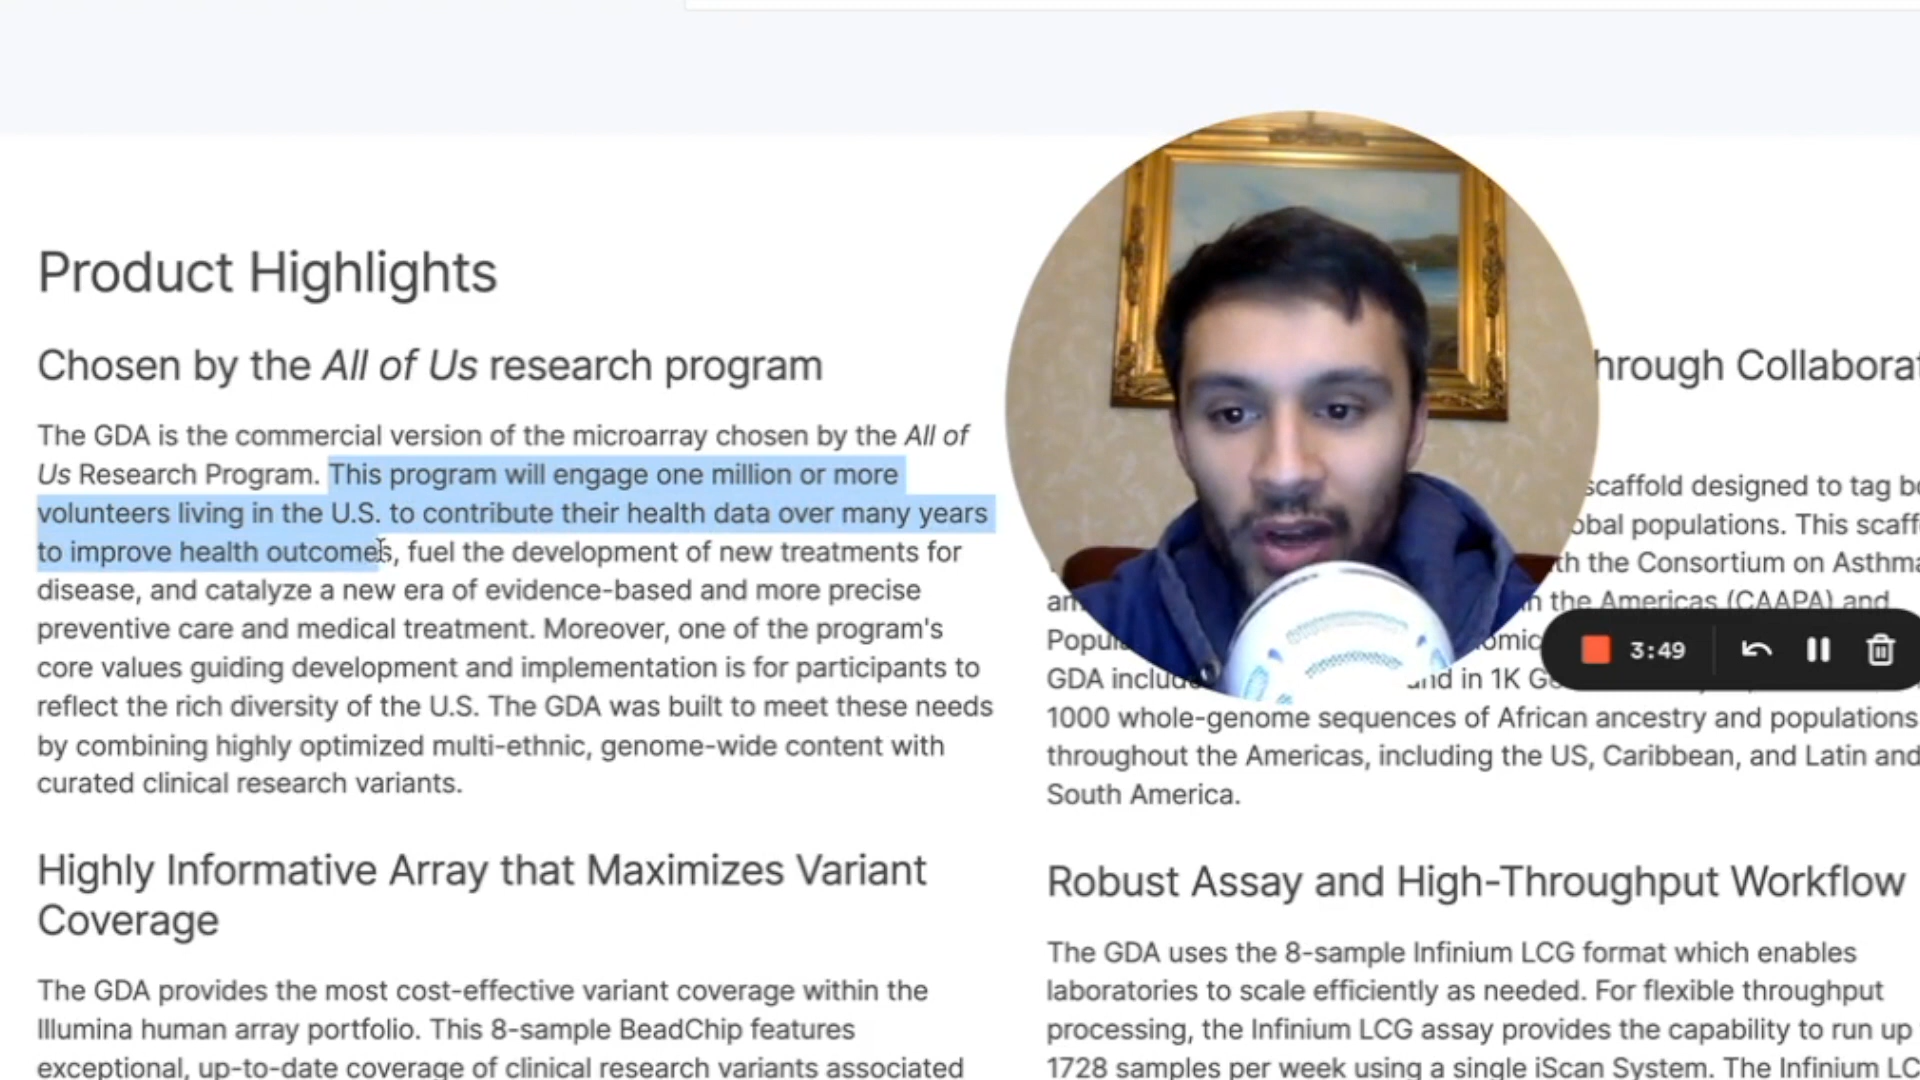 Product Highlights
Chosen by the All of Us research program
The GDA is the commercial version of the microarray chosen by the All of
Us Research Program. This program will engage one million or more
volunteers living in the U.S. to contribute their health data over many years
to improve health outcomes, fuel the development of new treatments for
disease, and catalyze a new era of evidence-based and more precise
preventive care and medical treatment. Moreover, one of the program's
core values guiding development and implementation is for participants to
reflect the rich diversity of the U.S. The GDA was built to meet these needs
by combining highly optimized multi-ethnic, genome-wide content with
curated clinical research variants.
Highly Informative Array that Maximizes Variant
Coverage
The GDA provides the most cost-effective variant coverage within the
Illumina human array portfolio. This 8-sample BeadChip features
exceptional, up-to-date coverage of clinical research variants associated
hrough Collaborat
scaffold designed to tag
obal populations. This
th the Consortium on Asthma
the Americas (CAAPA) and
GDA includ nd in 1K
1000 whole-genome sequences of African ancestry and populations
throughout the Americas, including the US, Caribbean, and Latin and
South America.
3:49
Robust Assay and High-Throughput Workflow
The GDA uses the 8-sample Infinium LCG format which enables
laboratories to scale efficiently as needed. For flexible throughput
processing, the Infinium LCG assay provides the capability to run up
1728 samples per week using a single iScan System. The Infinium LC